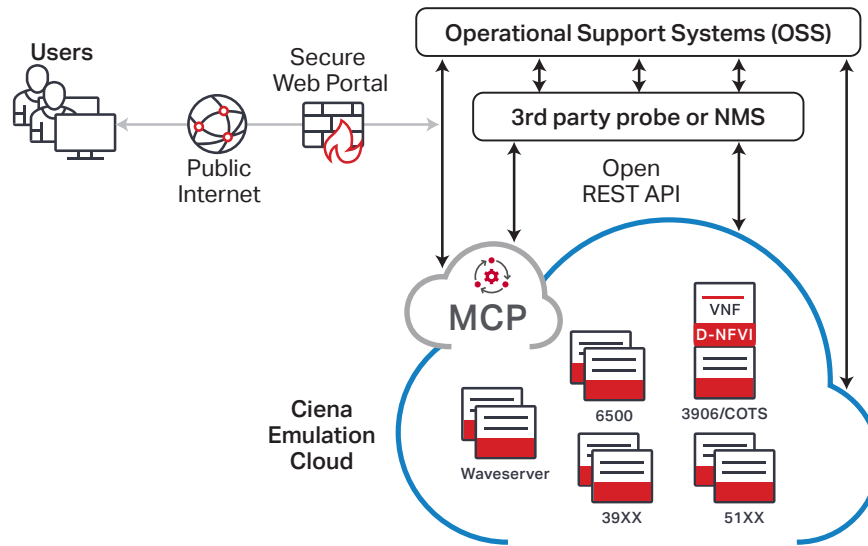 Operational Support Systems (OSS)
Users
Secure
Web Portal
3rd party probe or NMS
Public
Internet
Open
REST API
MCP
VNF
D-NFVI
6500
3906/COTS
Ciena
Emulation
Cloud
Waveserver
39XX
51XX